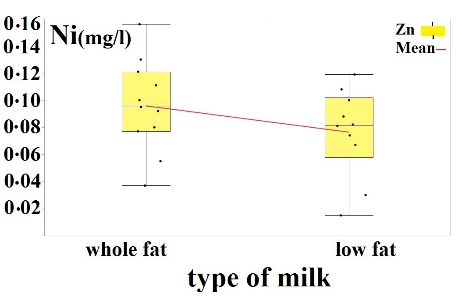 Ni(mg/l)
Zn
Mean
0·16
0·14
0·12
0·10
0·08
0·06
0·04
0·02
whole fat
low fat
type of milk